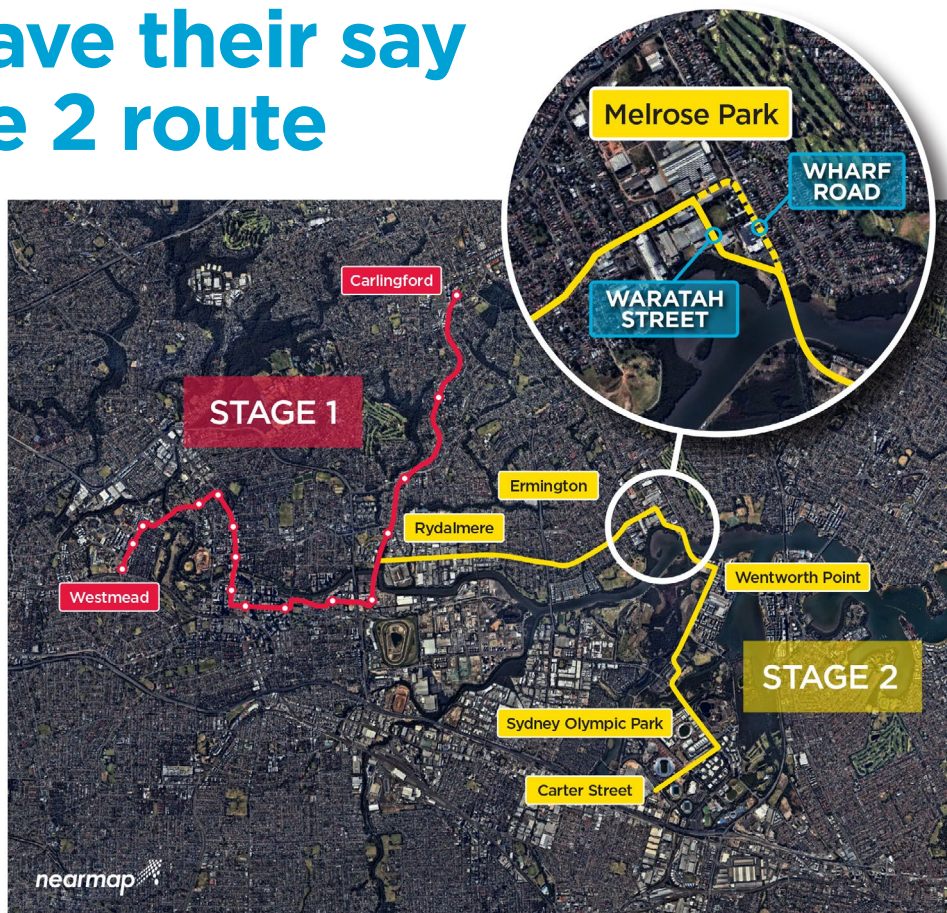 ave their say
e 2 route
Melrose Park
WHARF
ROAD
WARATAH
STREET
Carlingford
STAGE 1
Ermington
Rydalmere
Westmead
Wentworth Point
STAGE 2
Sydney Olympic Park
Carter Street
nearmap